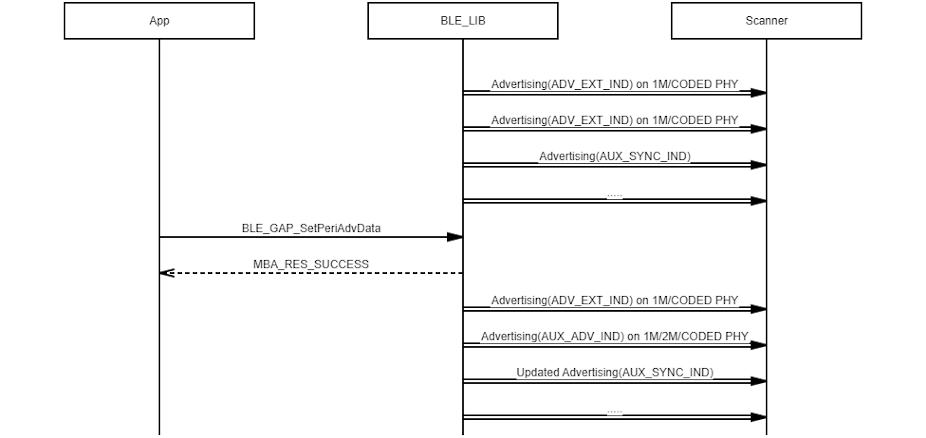 App
BLE_LIB
Scanner
Advertising(ADV_EXT_IND) on 1M/CODED PHY
Advertising(ADV_EXT_IND) on 1M/CODED PHY
Advertising(AUX_SYNC_IND)
.....
BLE_GAP_SetPeriAdvData
MBA_RES_SUCCESS
Advertising(ADV_EXT_IND) on 1M/CODED PHY
Advertising(AUX_ADV_IND) on 1M/2M/CODED PHY
Updated Advertising(AUX_SYNC_IND)
.....